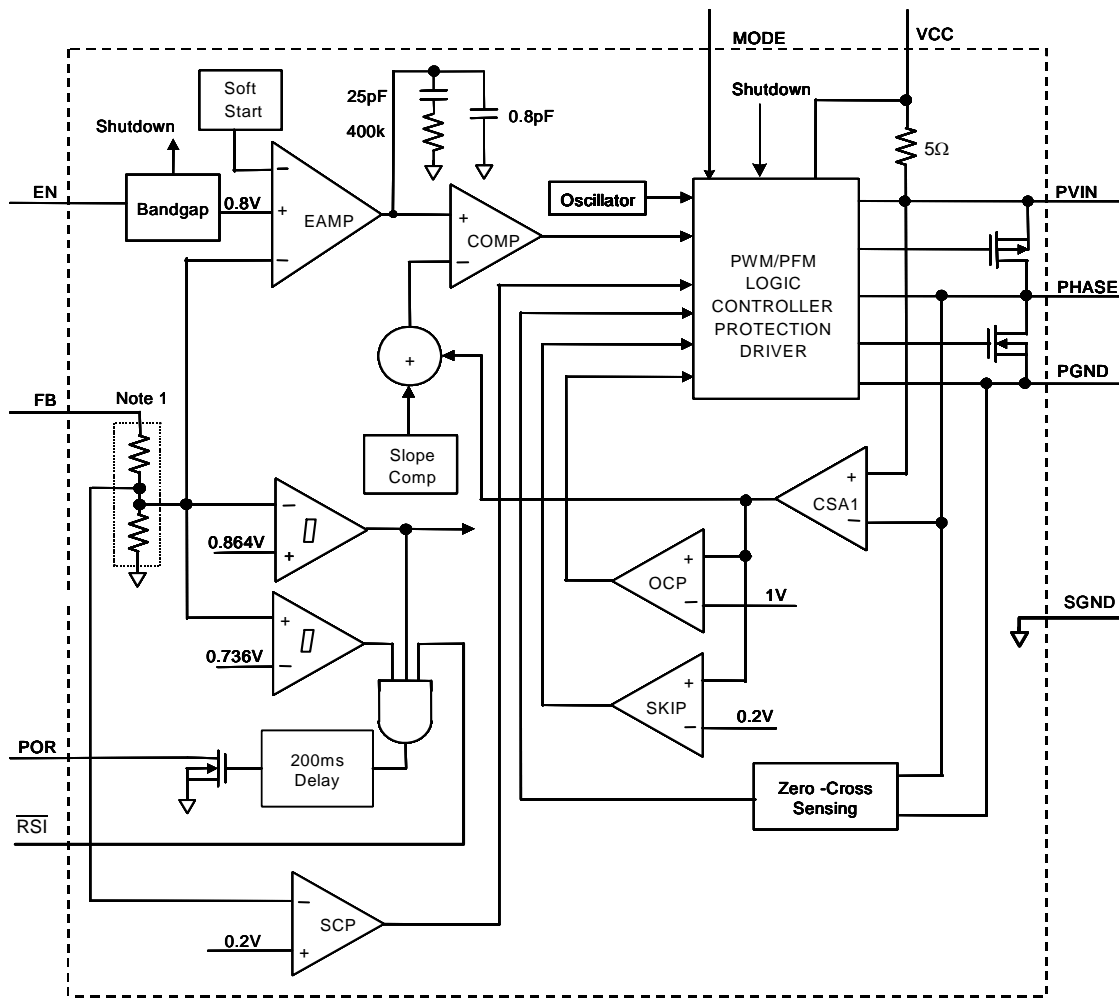 MODE
VCC
Soft
Start
25pF
400k
0.8pF
Shutdown
Shutdown
5Ω
EN
Bandgap
0.8V
−
+
−
EAMP
+
−
COMP
Oscillator
PWM/PFM
LOGIC
CONTROLLER
PROTECTION
DRIVER
PVIN
PHASE
PGND
+
FB
Note 1
Slope
Comp
+
−
CSA1
−
+
0.864V
+
−
OCP
1V
SGND
+
−
0.736V
+
−
SKIP
0.2V
POR
200ms
Delay
Zero -Cross
Sensing
RSI
−
+
SCP
0.2V